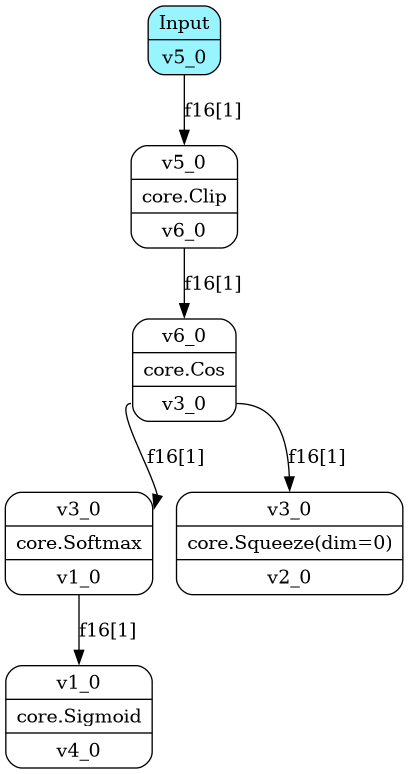 Input
v5_0
f16[1]
v5_0
core.Clip
v6_0
f16[1]
v6_0
core.Cos
v3_0
f16[1]
f16[1]
v3_0
core.Softmax
v1_0
v3_0
core.Squeeze(dim=0)
v2_0
f16[1]
v1_0
core.Sigmoid
v4_0